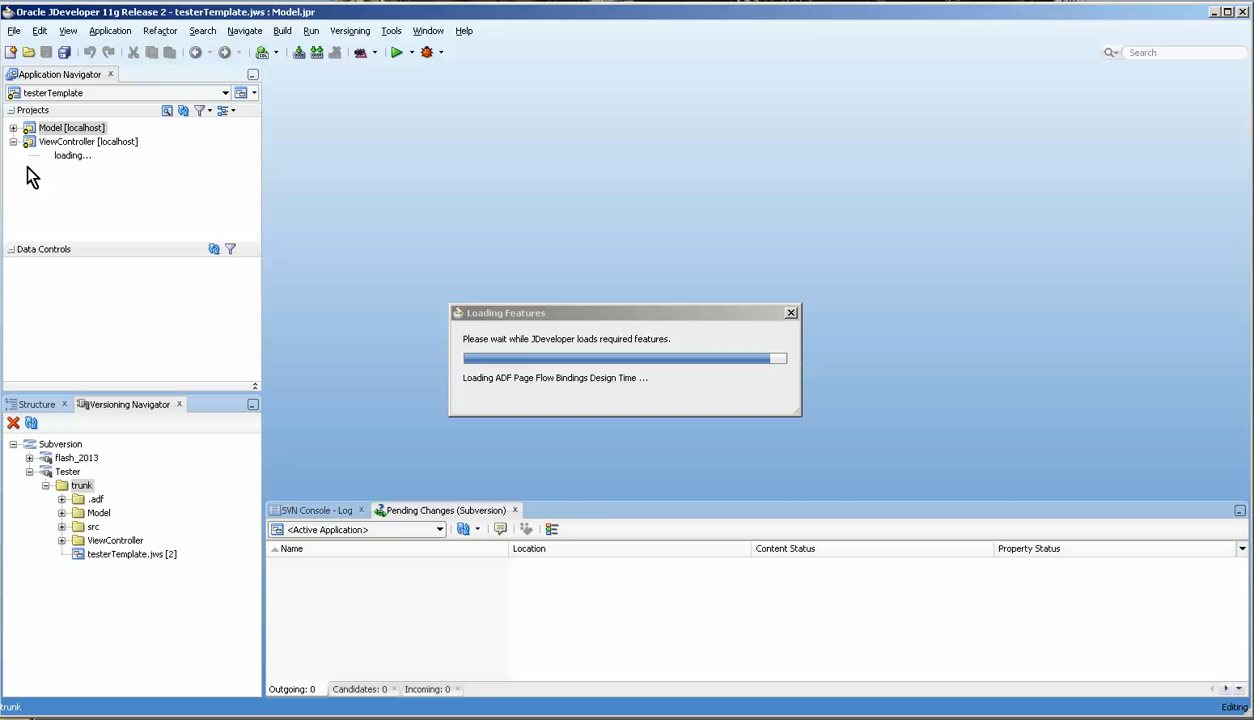 Oracle JDeveloper 11g Release 2 - testerTemplate.jws : Model.jpr
File Edit View Application Refactor Search Navigate Build Run Versioning Tools Window Help
Search
Application Navigator
testerTemplate
Projects
Model [localhost]
ViewController [localhost]
loading...
Data Controls
Loading Features
Please wait while JDeveloper loads required features.
Loading ADF Page Flow Bindings Design Time ...
Structure Versioning Navigator
Subversion
flash_2013
Tester
trunk
.adf
Model
src
ViewController
testerTemplate.jws [2]
SVN Console - Log Pending Changes (Subversion)
<Active Application>
Name Location Content Status Property Status
Outgoing: 0 Candidates: 0 Incoming: 0
trunk Editing